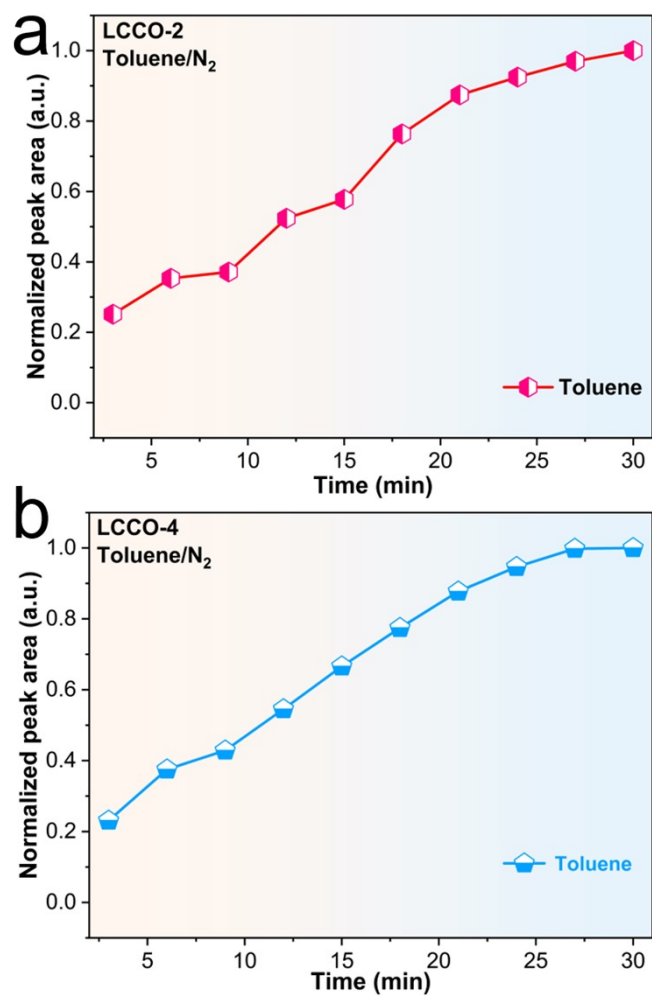 a
LCCO-2
Toluene/N₂
Normalized peak area (a.u.)
1.0
0.8
0.6
0.4
0.2
0.0
Toluene
5 10 15 20 25 30
Time (min)
b
LCCO-4
Toluene/N₂
Normalized peak area (a.u.)
1.0
0.8
0.6
0.4
0.2
0.0
Toluene
5 10 15 20 25 30
Time (min)